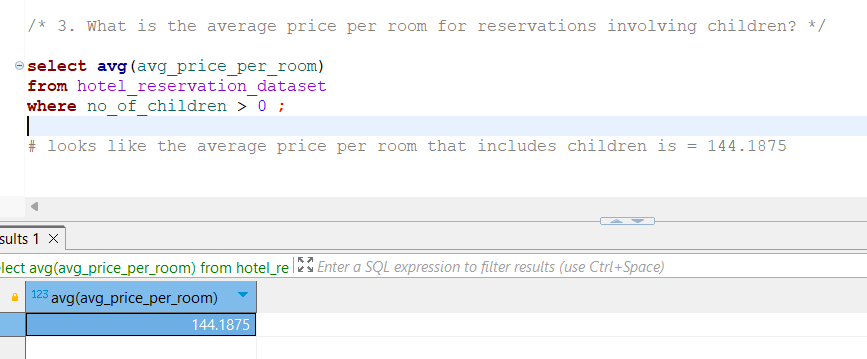 /* 3. What is the average price per room for reservations involving children? */
select avg(avg_price_per_room)
from hotel_reservation_dataset
where no_of_children > 0 ;
# looks like the average price per room that includes children is = 144.1875
sults 1
lect avg(avg_price_per_room) from hotel_re Enter a SQL expression to filter results (use Ctrl+Space)
123 avg(avg_price_per_room)
144.1875